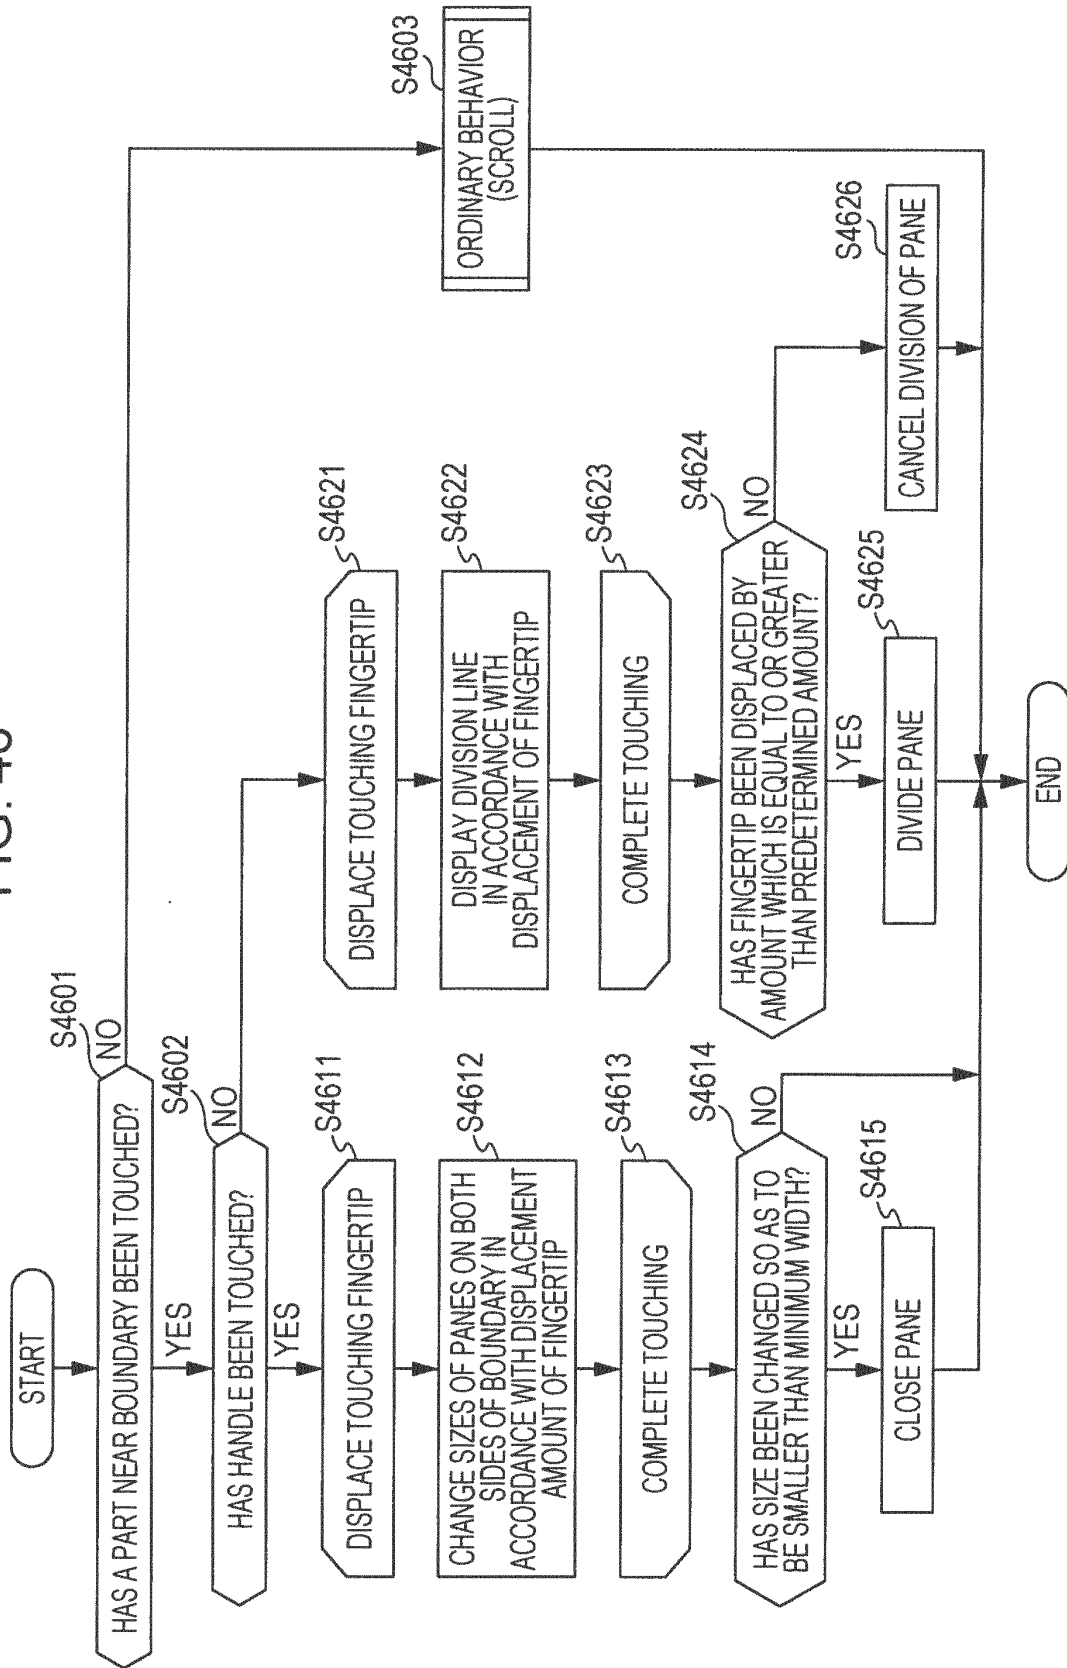 START
S4601
HAS A PART NEAR BOUNDARY BEEN TOUCHED?
NO
YES
S4602
HAS HANDLE BEEN TOUCHED?
NO
YES
S4603
ORDINARY BEHAVIOR
(SCROLL)
S4611
DISPLACE TOUCHING FINGERTIP
S4612
CHANGE SIZES OF PANES ON BOTH
SIDES OF BOUNDARY IN
ACCORDANCE WITH DISPLACEMENT
AMOUNT OF FINGERTIP
S4613
COMPLETE TOUCHING
S4614
HAS SIZE BEEN CHANGED SO AS TO
BE SMALLER THAN MINIMUM WIDTH?
NO
YES
S4615
CLOSE PANE
S4621
DISPLACE TOUCHING FINGERTIP
S4622
DISPLAY DIVISION LINE
IN ACCORDANCE WITH
DISPLACEMENT OF FINGERTIP
S4623
COMPLETE TOUCHING
S4624
HAS FINGERTIP BEEN DISPLACED BY
AMOUNT WHICH IS EQUAL TO OR GREATER
THAN PREDETERMINED AMOUNT?
NO
YES
S4625
DIVIDE PANE
S4626
CANCEL DIVISION OF PANE
END